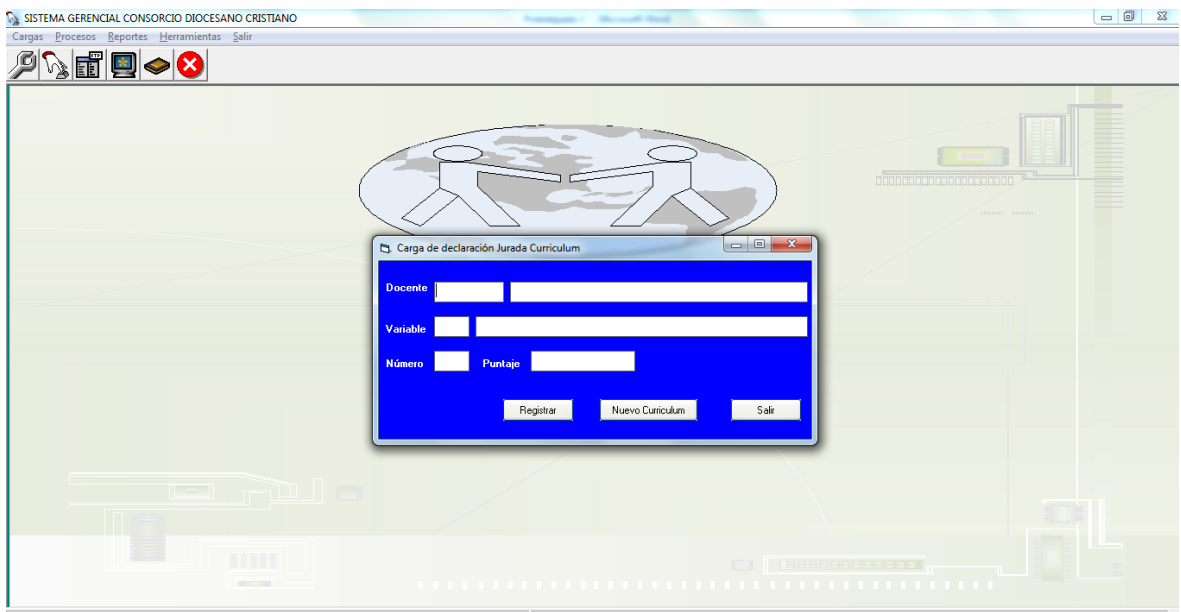 SISTEMA GERENCIAL CONSORCIO DIOCESANO CRISTIANO
Cargas Procesos Reportes Herramientas Salir
Carga de declaración Jurada Curriculum
Docente
Variable
Número Puntaje
Registrar Nuevo Curriculum Salir